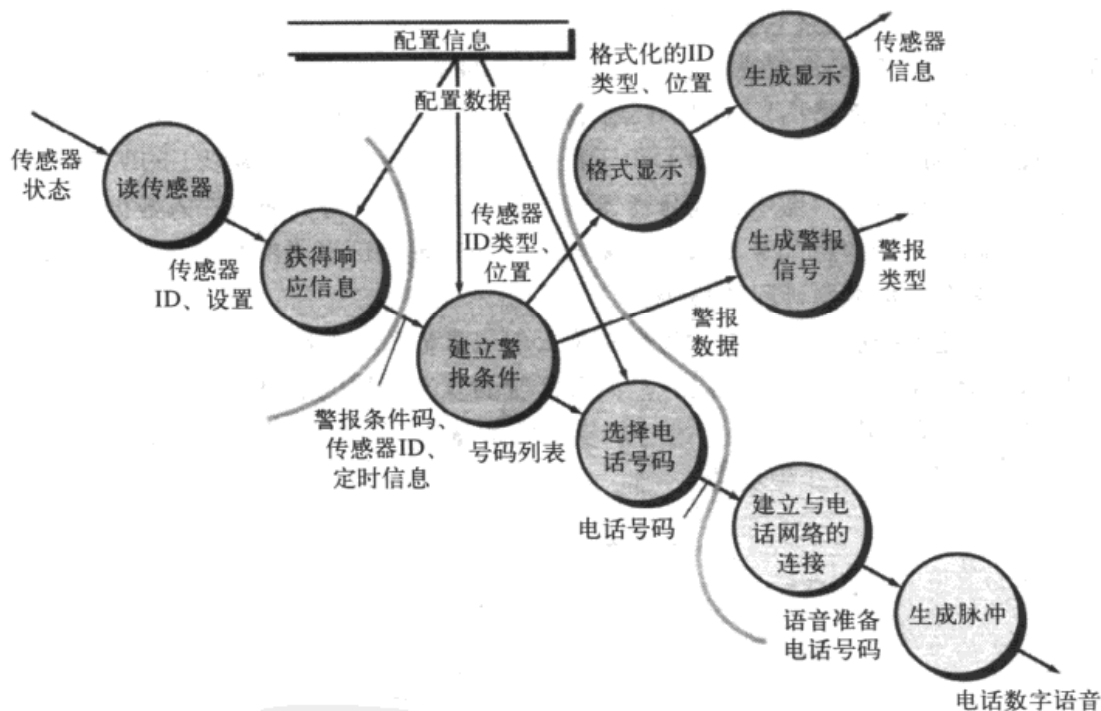 配置信息
配置数据
格式化的ID
类型、位置
生成显示
传感器
信息
传感器
状态
读传感器
格式显示
传感器
ID、设置
获得响
应信息
传感器
ID类型、
位置
生成警报
信号
警报
类型
警报
数据
建立警
报条件
警报条件码、
传感器ID、
定时信息
号码列表
选择电
话号码
电话号码
建立与电
话网络的
连接
语音准备
电话号码
生成脉冲
电话数字语音